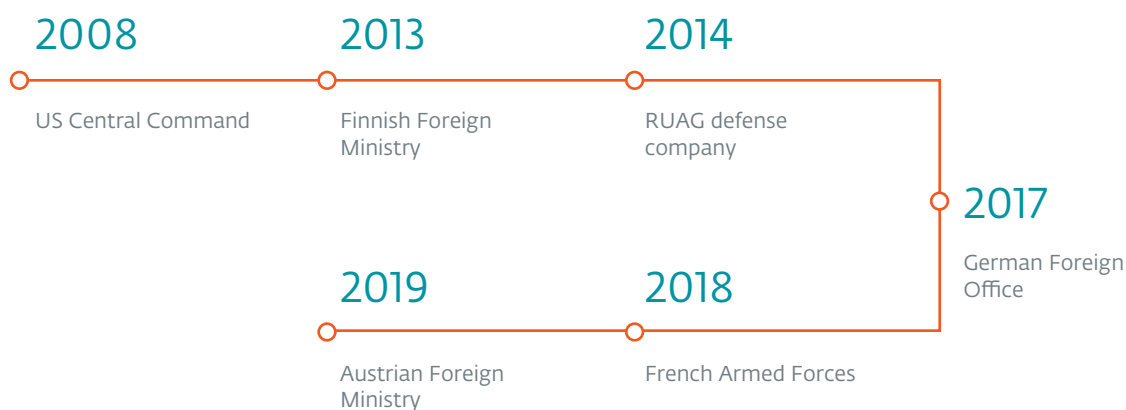 2008
US Central Command
2013
Finnish Foreign
Ministry
2014
RUAG defense
company
2017
German Foreign
Office
2018
French Armed Forces
2019
Austrian Foreign
Ministry